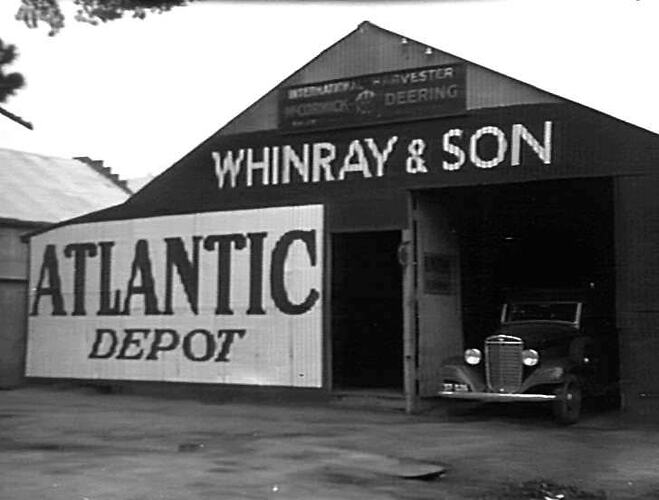 INTERNATIONAL HARVESTER
McCORMICK DEERING
WHINRAY & SON
ATLANTIC
DEPOT